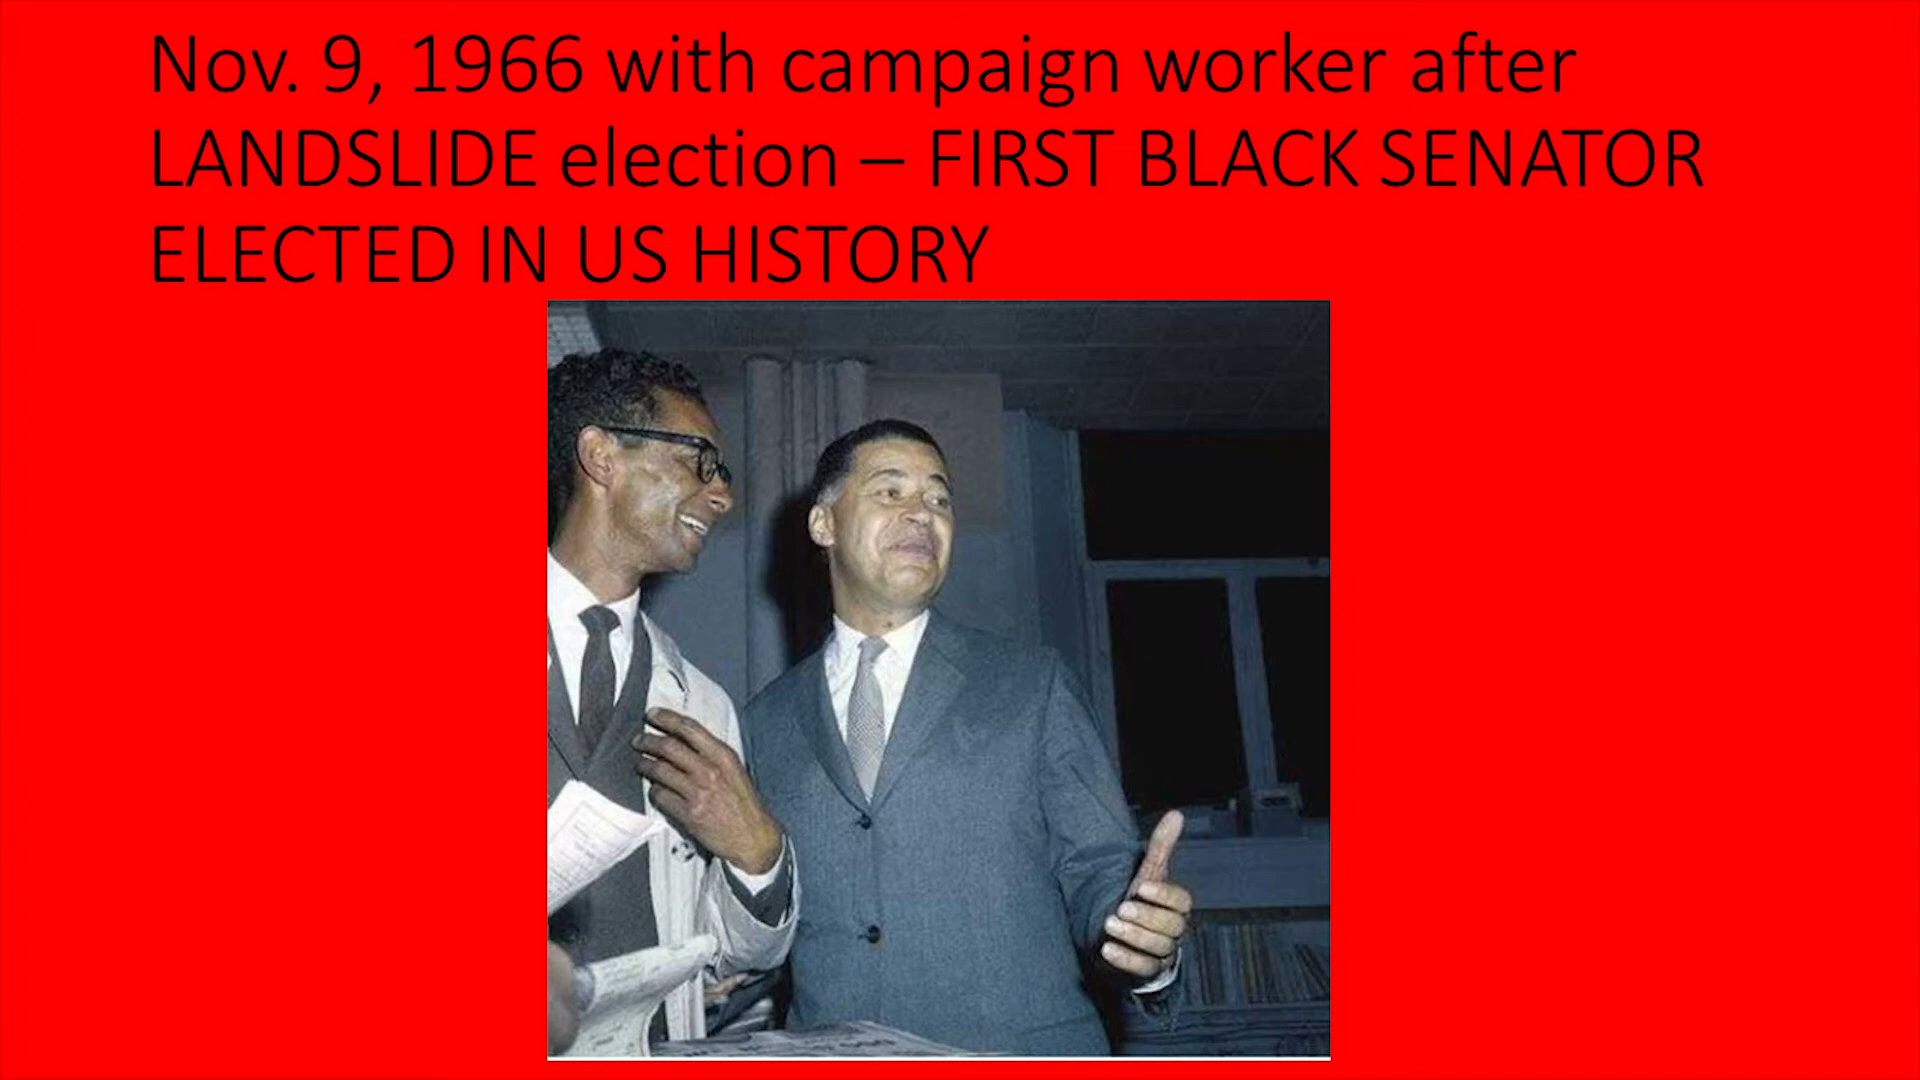 Nov. 9, 1966 with campaign worker after
LANDSLIDE election – FIRST BLACK SENATOR
ELECTED IN US HISTORY